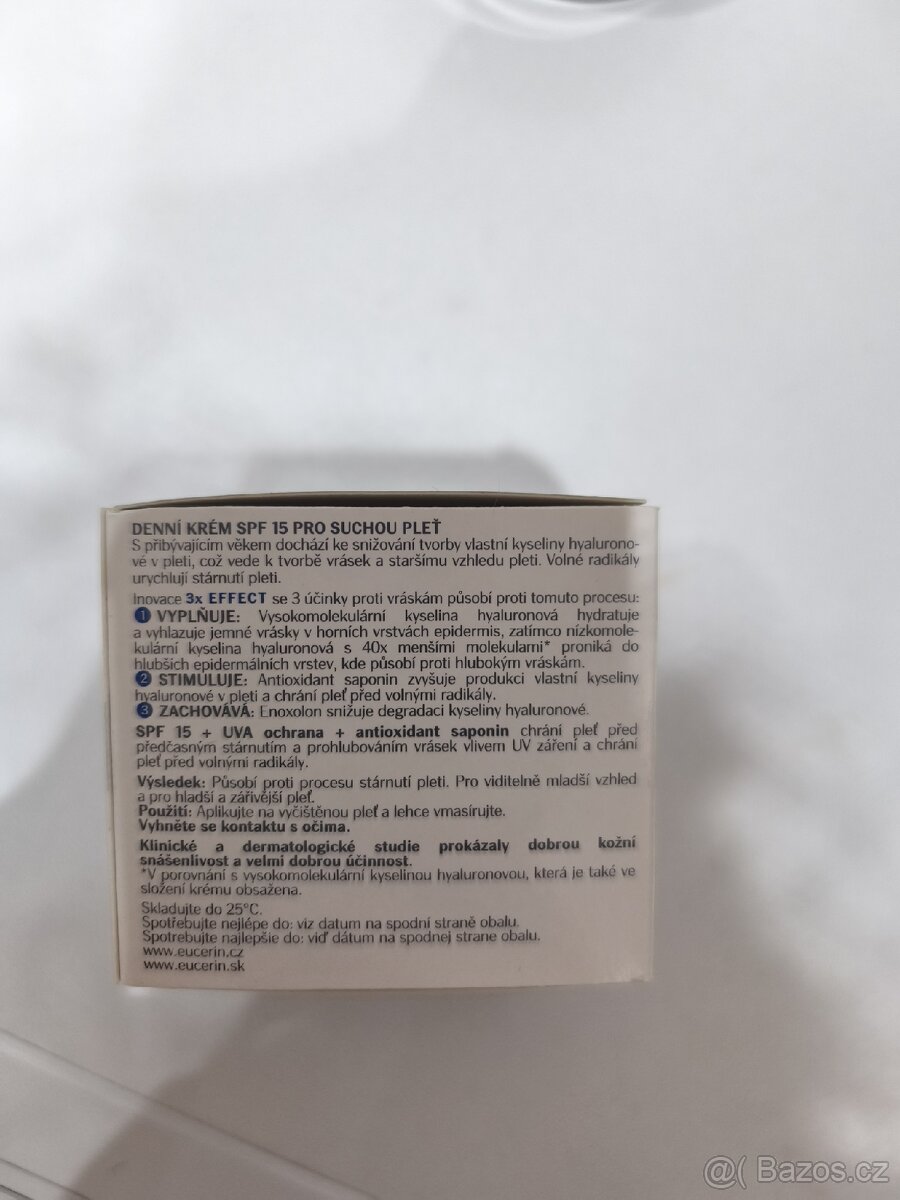 DENNÍ KRÉM SPF 15 PRO SUCHOU PLEŤ
S přibývajícím věkem dochází ke snižování tvorby vlastní kyseliny hyalurono-
vé v pleti, což vede k tvorbě vrásek a staršímu vzhledu pleti. Volné radikály
urychlují stárnutí pleti.
Inovace 3x EFFECT se 3 účinky proti vráskám působí proti tomuto procesu:
1 VYPLŇUJE: Vysokomolekulární kyselina hyaluronová hydratuje
a vyhlazuje jemné vrásky v horních vrstvách epidermis, zatímco nízkomole-
kulární kyselina hyaluronová s 40x menšími molekulami* proniká do
hlubších epidermálních vrstev, kde působí proti hlubokým vráskám.
2 STIMULUJE: Antioxidant saponin zvyšuje produkci vlastní kyseliny
hyaluronové v pleti a chrání pleť před volnými radikály.
3 ZACHOVÁVÁ: Enoxolon snižuje degradaci kyseliny hyaluronové.
SPF 15 + UVA ochrana + antioxidant saponin chrání pleť před
předčasným stárnutím a prohlubováním vrásek vlivem UV záření a chrání
pleť před volnými radikály.
Výsledek: Působí proti procesu stárnutí pleti. Pro viditelně mladší vzhled
a pro hladší a zářivější pleť.
Použití: Aplikujte na vyčištěnou pleť a lehce vmasírujte.
Vyhněte se kontaktu s očima.
Klinické a dermatologické studie prokázaly dobrou kožní
snášenlivost a velmi dobrou účinnost.
*V porovnání s vysokomolekulární kyselinou hyaluronovou, která je také ve
složení krému obsažena.
Skladujte do 25°C.
Spotřebujte nejlépe do: viz datum na spodní straně obalu.
Spotrebujte najlepšie do: viď dátum na spodnej strane obalu.
www.eucerin.cz
www.eucerin.sk
@( Bazos.cz